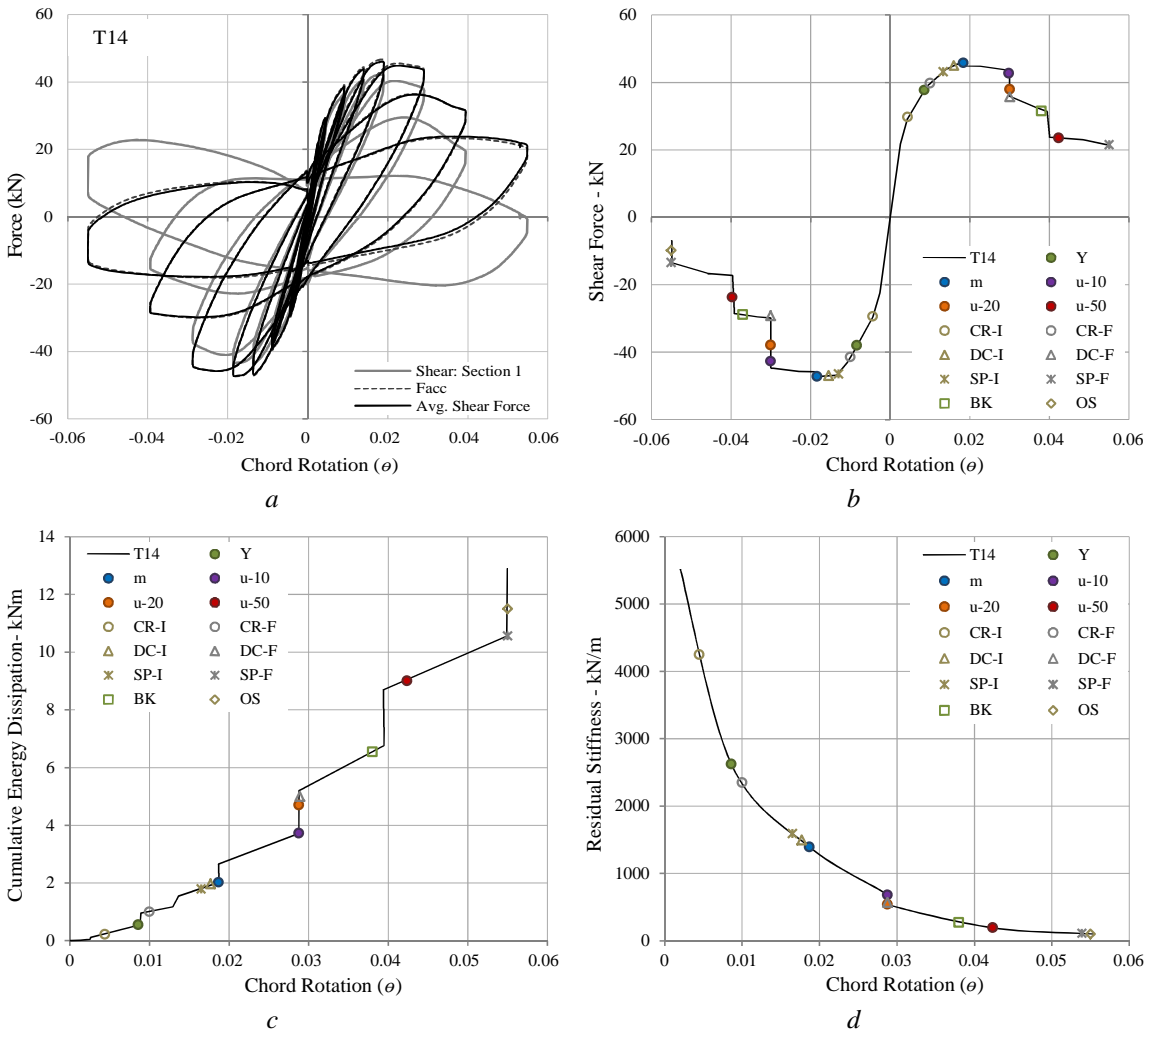 T14
Force (kN)
60
40
20
0
-20
-40
-60
-0.06 -0.04 -0.02 0 0.02 0.04 0.06
Shear: Section 1
Facc
Avg. Shear Force
Chord Rotation (ɵ)
a
Shear Force - kN
60
40
20
0
-20
-40
-60
-0.06 -0.04 -0.02 0 0.02 0.04 0.06
T14 Y
m u-10
u-20 u-50
CR-I CR-F
DC-I DC-F
SP-I SP-F
BK OS
Chord Rotation (ɵ)
b
Cumulative Energy Dissipation- kNm
14
12
10
8
6
4
2
0
0 0.01 0.02 0.03 0.04 0.05 0.06
T14 Y
m u-10
u-20 u-50
CR-I CR-F
DC-I DC-F
SP-I SP-F
BK OS
Chord Rotation (ɵ)
c
Residual Stiffness - kN/m
6000
5000
4000
3000
2000
1000
0
0 0.01 0.02 0.03 0.04 0.05 0.06
T14 Y
m u-10
u-20 u-50
CR-I CR-F
DC-I DC-F
SP-I SP-F
BK OS
Chord Rotation (ɵ)
d